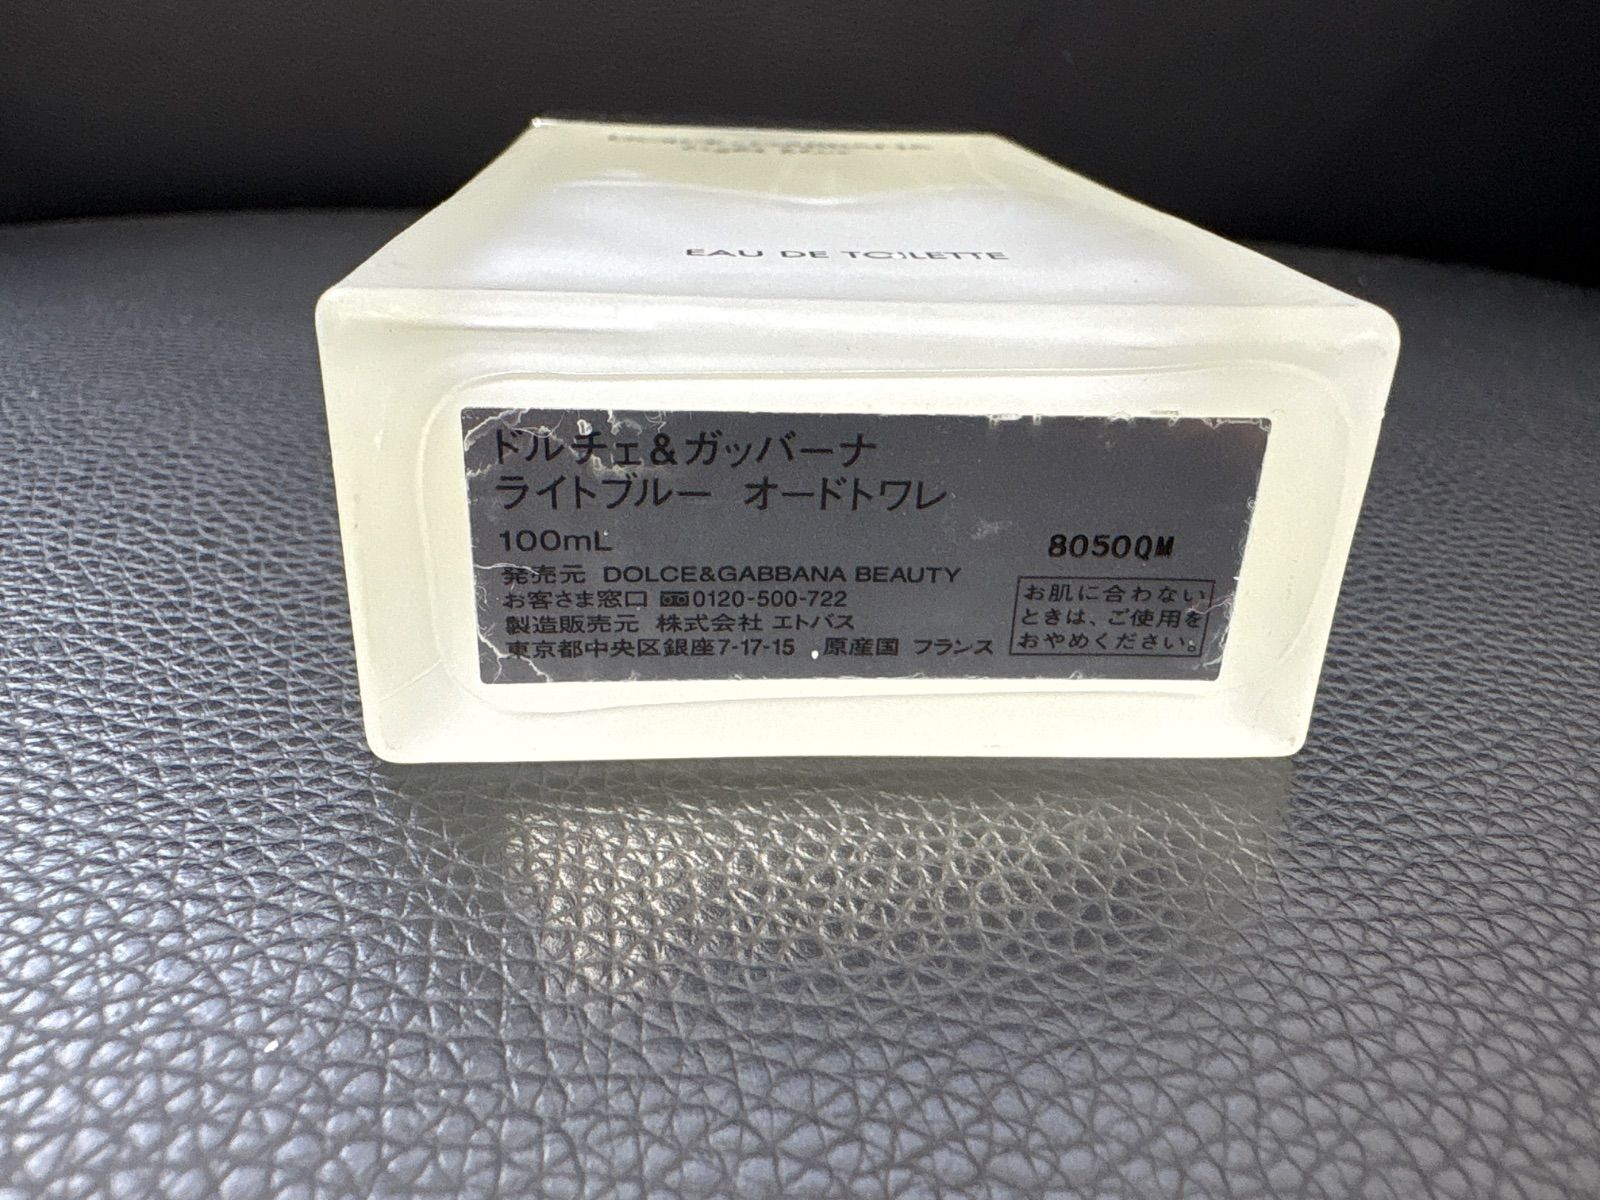 EAU DE TOILETTE
ドルチェ&ガッバーナ
ライトブルー オードトワレ
100mL
80500M
発売元 DOLCE&GABBANA BEAUTY
お客さま窓口 0120-500-722
製造販売元 株式会社 エトバス
東京都中央区銀座7-17-15 原産国 フランス
お肌に合わない
ときは、ご使用を
おやめください。